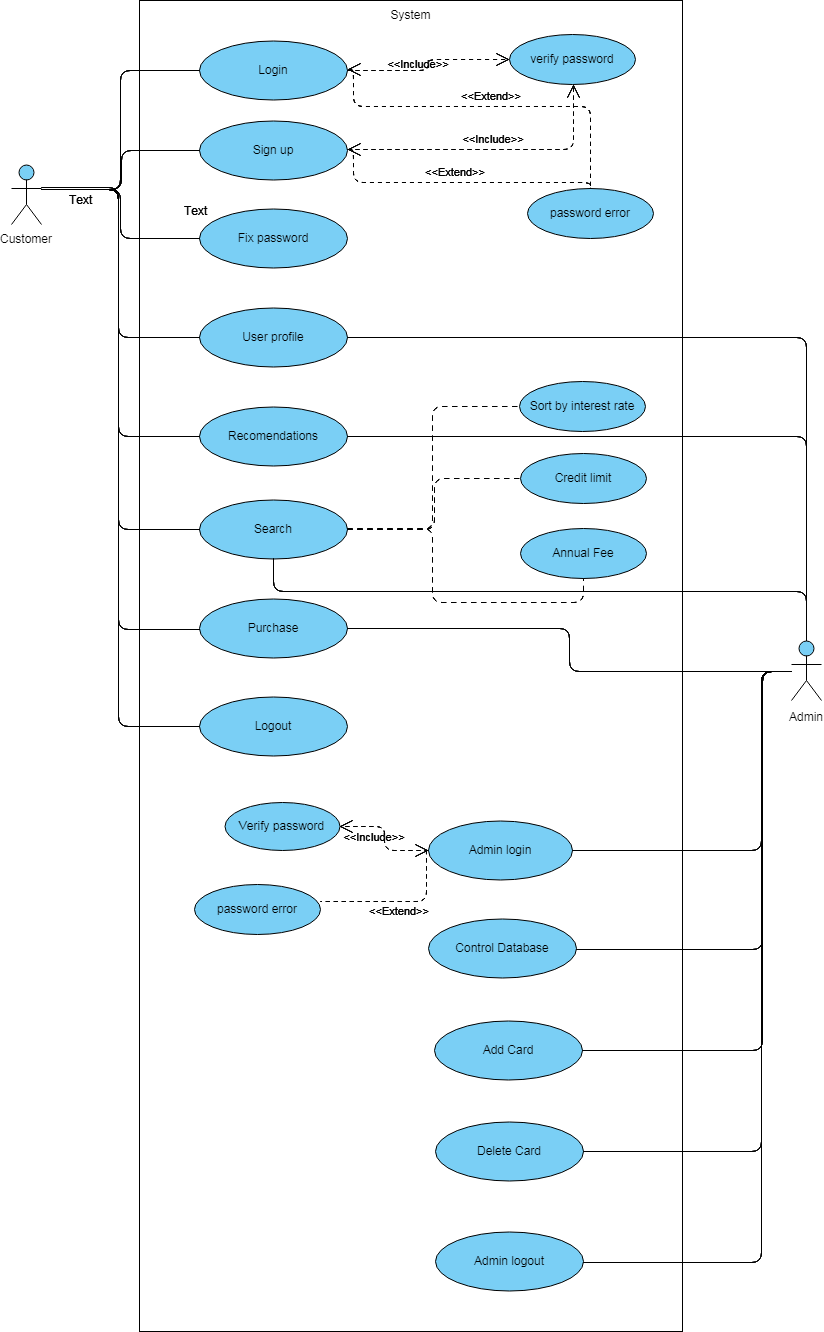 System
Login
<<Include>>
verify password
<<Extend>>
Sign up
<<Include>>
<<Extend>>
Customer
Text
Text
Fix password
password error
User profile
Sort by interest rate
Recomendations
Credit limit
Search
Annual Fee
Purchase
Admin
Logout
Verify password
<<Include>>
Admin login
password error
<<Extend>>
Control Database
Add Card
Delete Card
Admin logout